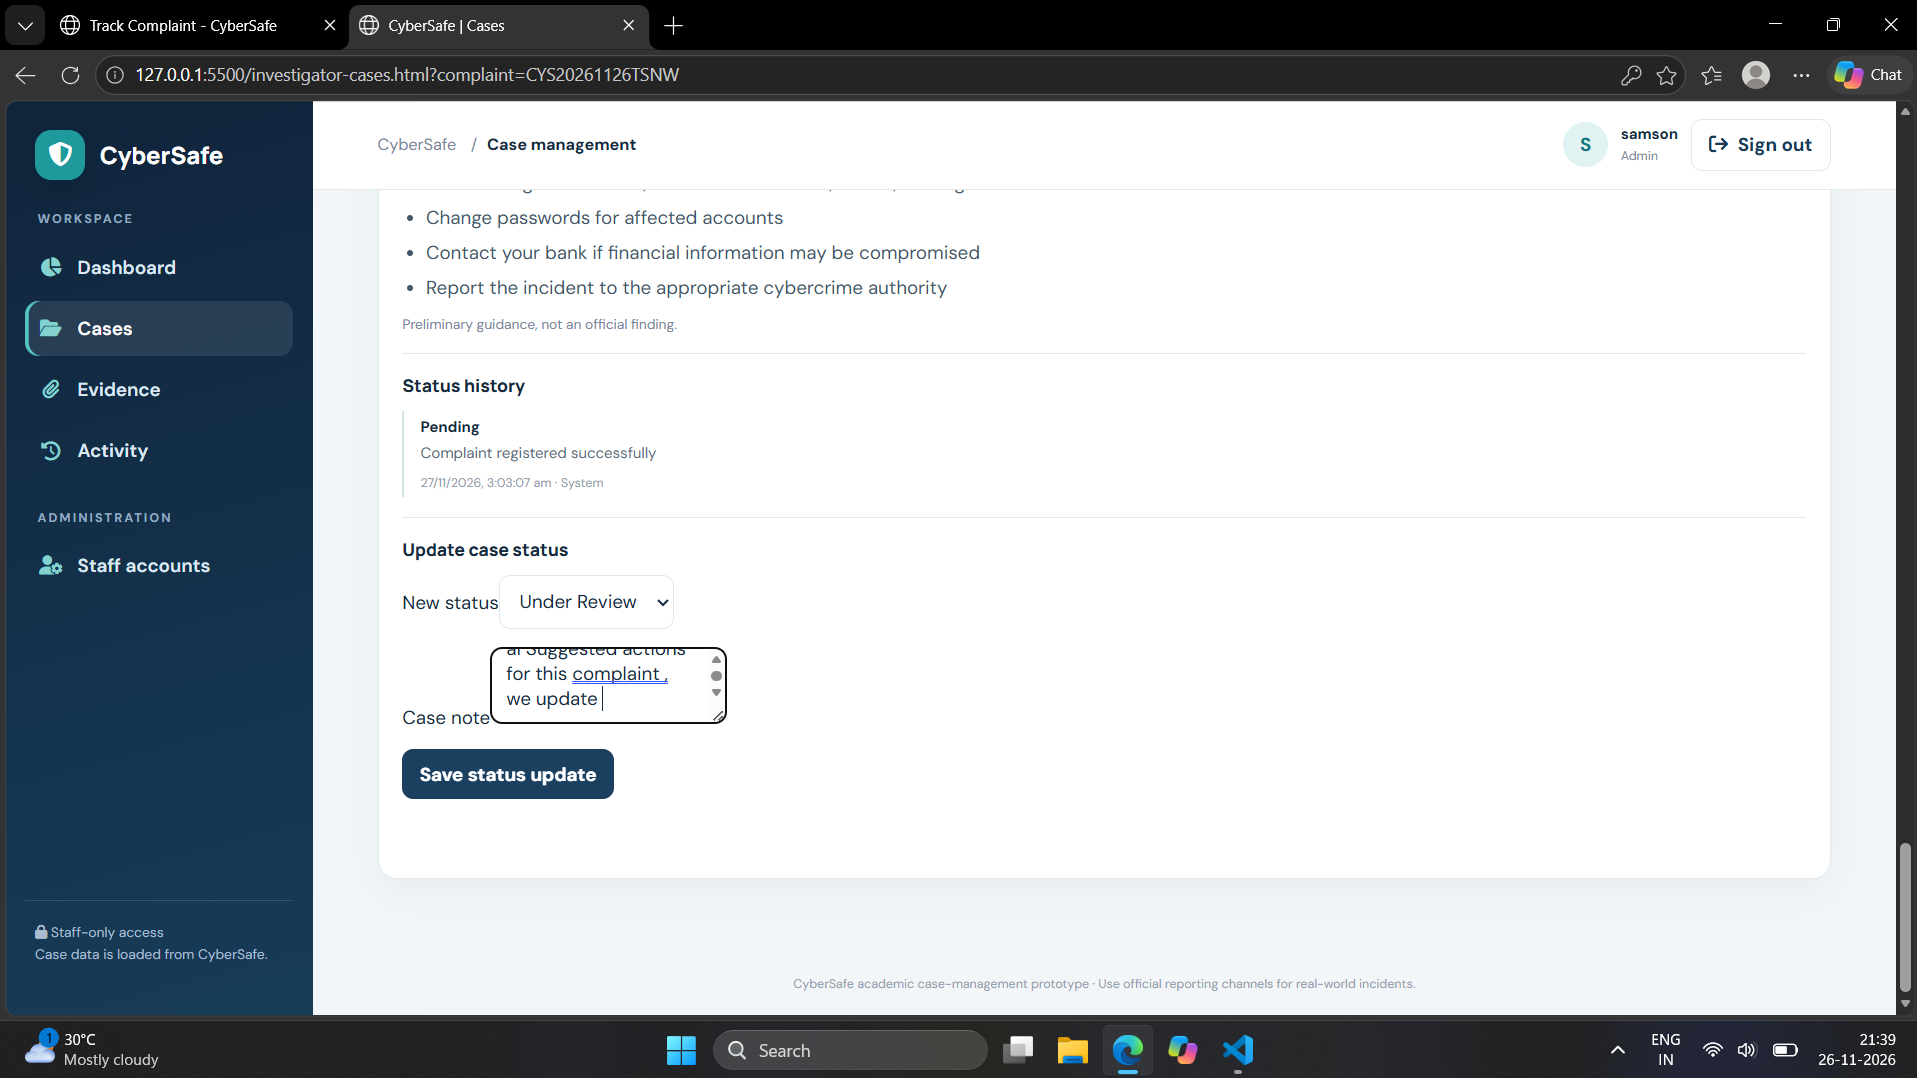 Track Complaint - CyberSafe
CyberSafe | Cases
127.0.0.1:5500/investigator-cases.html?complaint=CYS20261126TSNW
Chat
CyberSafe
WORKSPACE
Dashboard
Cases
Evidence
Activity
ADMINISTRATION
Staff accounts
Staff-only access
Case data is loaded from CyberSafe.
CyberSafe / Case management
S
samson
Admin
Sign out
• Change passwords for affected accounts
• Contact your bank if financial information may be compromised
• Report the incident to the appropriate cybercrime authority
Preliminary guidance, not an official finding.
Status history
Pending
Complaint registered successfully
27/11/2026, 3:03:07 am · System
Update case status
New status
Under Review
ai Suggested actions
for this complaint ,
we update
Case note
Save status update
CyberSafe academic case-management prototype · Use official reporting channels for real-world incidents.
1
30°C
Mostly cloudy
Search
ENG
IN
21:39
26-11-2026